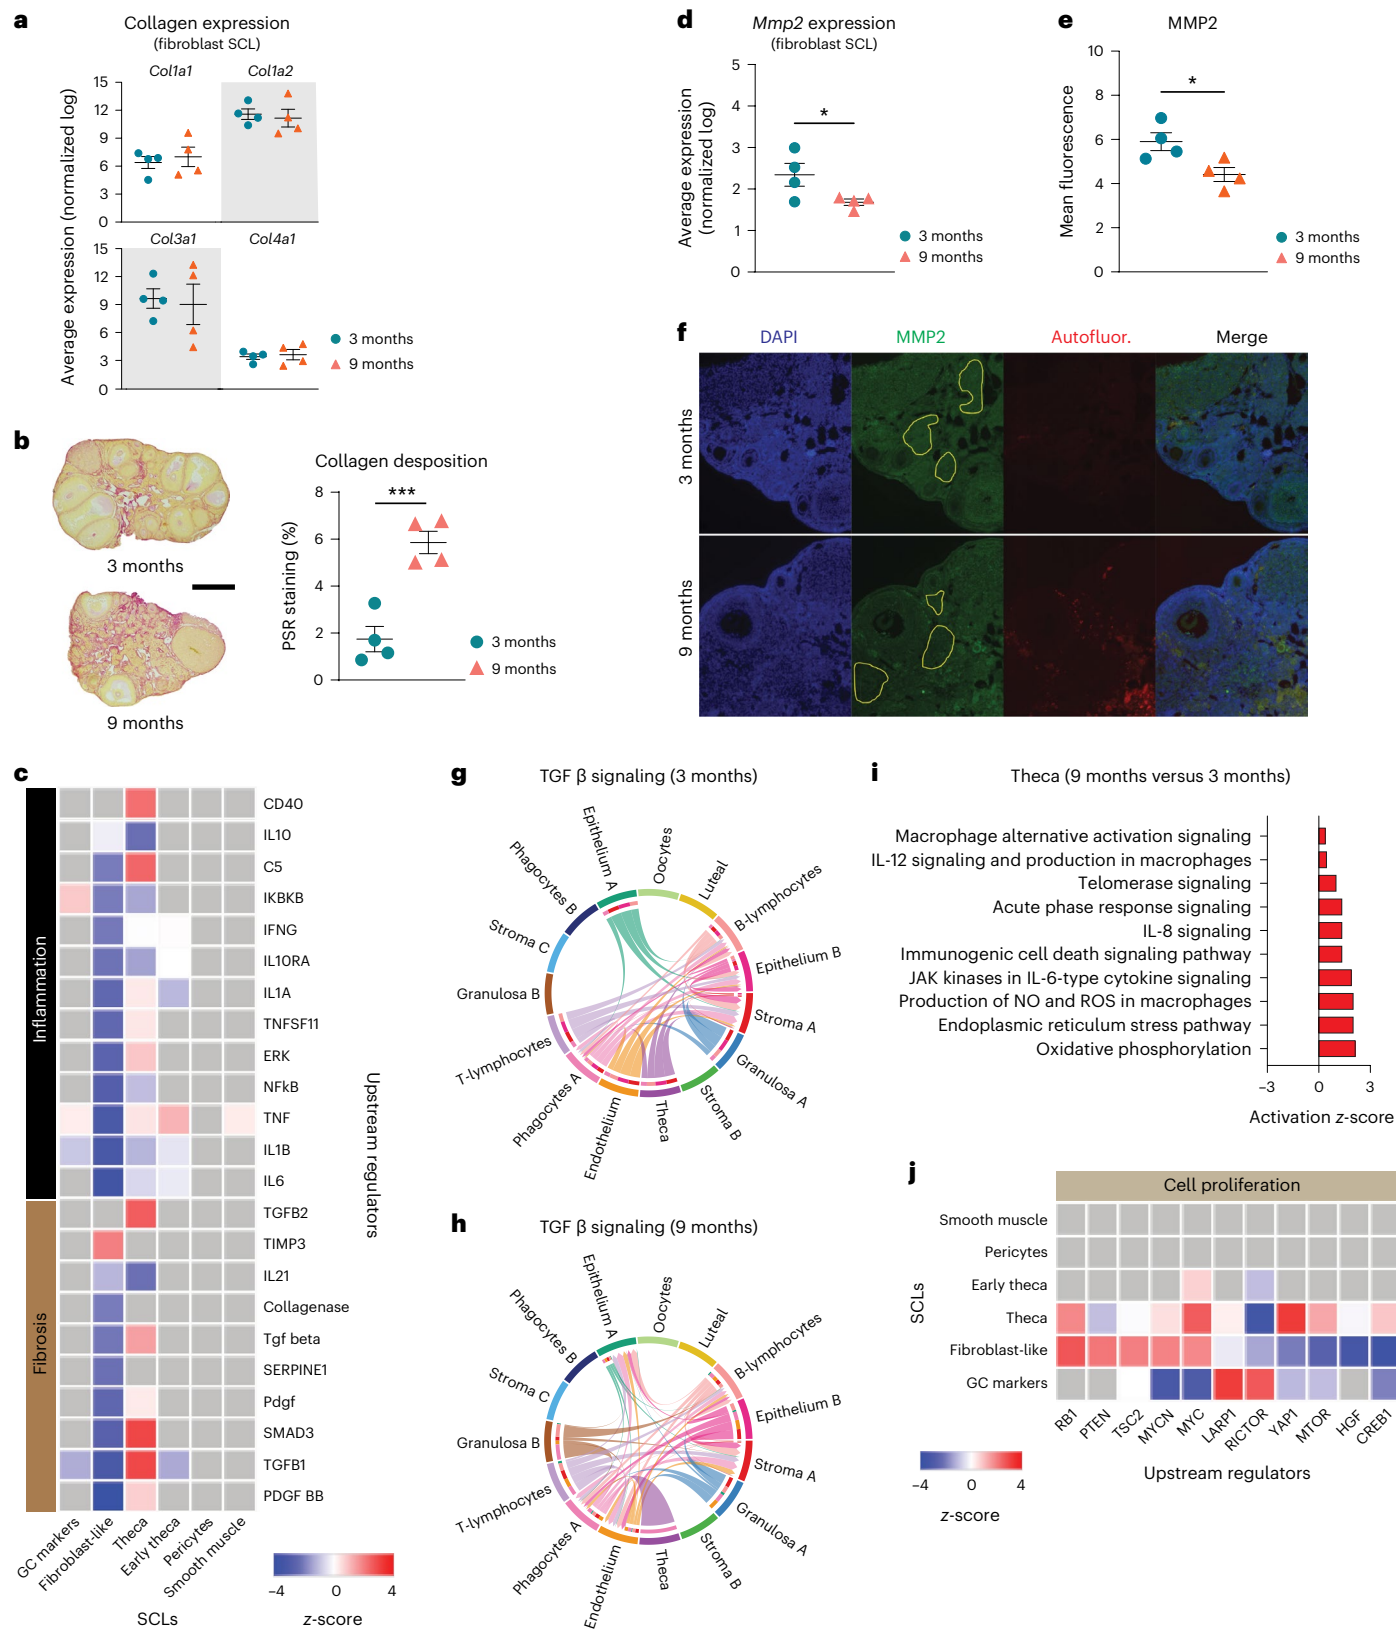 a
Collagen expression
(fibroblast SCL)
Col1a1
Col1a2
Average expression (normalized log)
15
12
9
6
3
0
Col3a1
Col4a1
15
12
9
6
3
0
3 months
9 months
b
3 months
9 months
Collagen desposition
***
PSR staining (%)
8
6
4
2
0
3 months
9 months
c
Inflammation
Fibrosis
CD40
IL10
C5
IKBKB
IFNG
IL10RA
IL1A
TNFSF11
ERK
NFkB
TNF
IL1B
IL6
TGFB2
TIMP3
IL21
Collagenase
Tgf beta
SERPINE1
Pdgf
SMAD3
TGFB1
PDGF BB
Upstream regulators
GC markers
Fibroblast-like
Theca
Early theca
Pericytes
Smooth muscle
SCLs
−4 0 4
z-score
d
Mmp2 expression
(fibroblast SCL)
Average expression
(normalized log)
5
4
3
2
1
0
*
3 months
9 months
e
MMP2
Mean fluorescence
10
8
6
4
2
0
*
3 months
9 months
f
DAPI
MMP2
Autofluor.
Merge
3 months
9 months
g
TGF β signaling (3 months)
Epithelium A
Oocytes
Luteal
B-lymphocytes
Epithelium B
Stroma A
Granulosa A
Stroma B
Theca
Endothelium
Phagocytes A
T-lymphocytes
Granulosa B
Stroma C
Phagocytes B
h
TGF β signaling (9 months)
Epithelium A
Oocytes
Luteal
B-lymphocytes
Epithelium B
Stroma A
Granulosa A
Stroma B
Theca
Endothelium
Phagocytes A
T-lymphocytes
Granulosa B
Stroma C
Phagocytes B
i
Theca (9 months versus 3 months)
Macrophage alternative activation signaling
IL-12 signaling and production in macrophages
Telomerase signaling
Acute phase response signaling
IL-8 signaling
Immunogenic cell death signaling pathway
JAK kinases in IL-6-type cytokine signaling
Production of NO and ROS in macrophages
Endoplasmic reticulum stress pathway
Oxidative phosphorylation
−3 0 3
Activation z-score
j
Cell proliferation
SCLs
Smooth muscle
Pericytes
Early theca
Theca
Fibroblast-like
GC markers
RB1
PTEN
TSC2
MYCN
MYC
LARP1
RICTOR
YAP1
MTOR
HGF
CREB1
Upstream regulators
−4 0 4
z-score